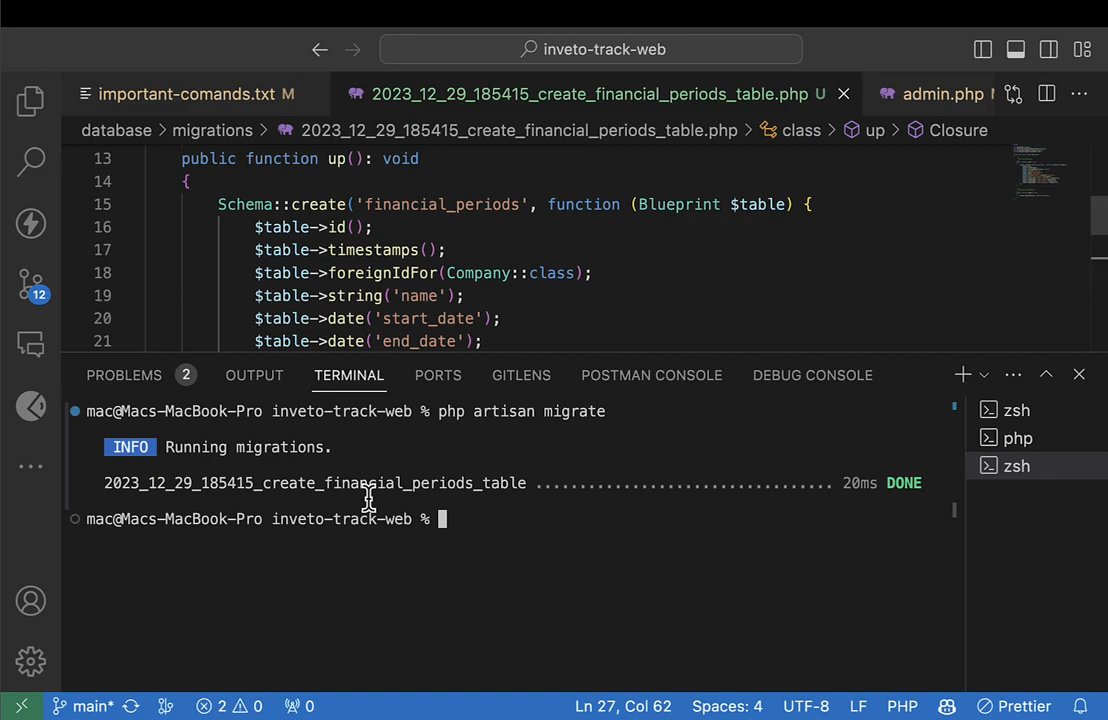 inveto-track-web
important-comands.txt M
2023_12_29_185415_create_financial_periods_table.php U
admin.php
database > migrations > 2023_12_29_185415_create_financial_periods_table.php > class > up > Closure
13 public function up(): void
14 {
15 Schema::create('financial_periods', function (Blueprint $table) {
16 $table->id();
17 $table->timestamps();
18 $table->foreignIdFor(Company::class);
19 $table->string('name');
20 $table->date('start_date');
21 $table->date('end_date');
12
PROBLEMS 2 OUTPUT TERMINAL PORTS GITLENS POSTMAN CONSOLE DEBUG CONSOLE
mac@Macs-MacBook-Pro inveto-track-web % php artisan migrate
INFO Running migrations.
2023_12_29_185415_create_financial_periods_table ................................. 20ms DONE
mac@Macs-MacBook-Pro inveto-track-web %
zsh
php
zsh
main* 2 0 0 Ln 27, Col 62 Spaces: 4 UTF-8 LF PHP Prettier